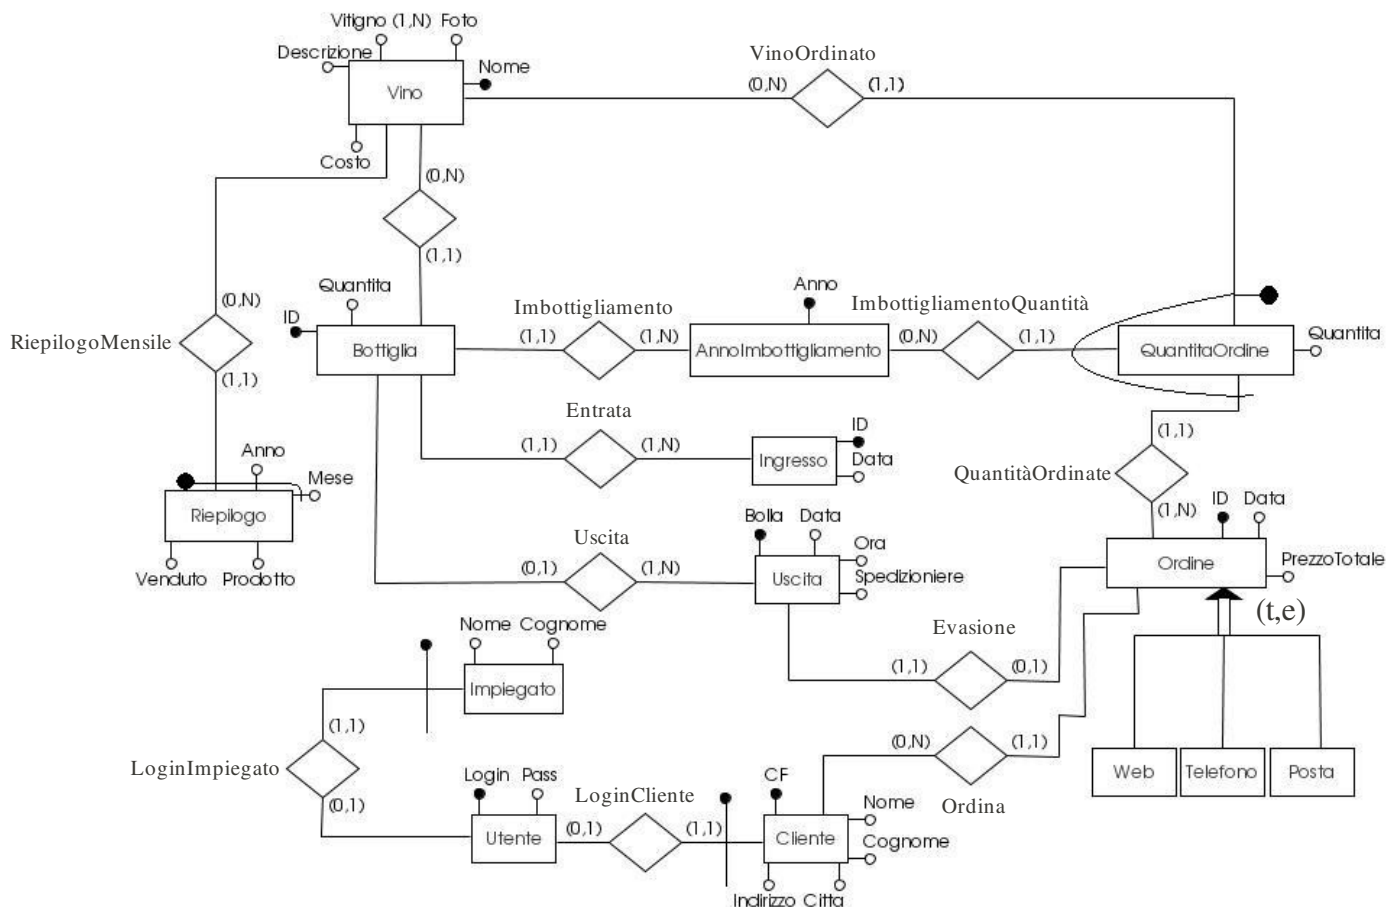 Vitigno (1,N) Foto
Descrizione
Nome
Vino
Costo
VinoOrdinato
(0,N)
(1,1)
(0,N)
(1,1)
(0,N)
RiepilogoMensile
(1,1)
Quantita
ID
Bottiglia
Imbottigliamento
(1,1)
(1,N)
Anno
AnnoImbottigliamento
ImbottigliamentoQuantità
(0,N)
(1,1)
QuantitaOrdine
Quantita
Entrata
(1,1)
(1,N)
ID
Data
Ingresso
(1,1)
QuantitàOrdinate
(1,N)
Anno
Mese
Riepilogo
Venduto Prodotto
Uscita
(0,1)
(1,N)
Bolla Data
Ora
Spedizioniere
Uscita
ID Data
PrezzoTotale
Ordine
(t,e)
Web
Telefono
Posta
Evasione
(1,1)
(0,1)
Nome Cognome
Impiegato
(1,1)
LoginImpiegato
(0,1)
Login Pass
Utente
LoginCliente
(0,1)
(1,1)
(0,N)
(1,1)
Ordina
CF
Nome
Cognome
Cliente
Indirizzo Citta